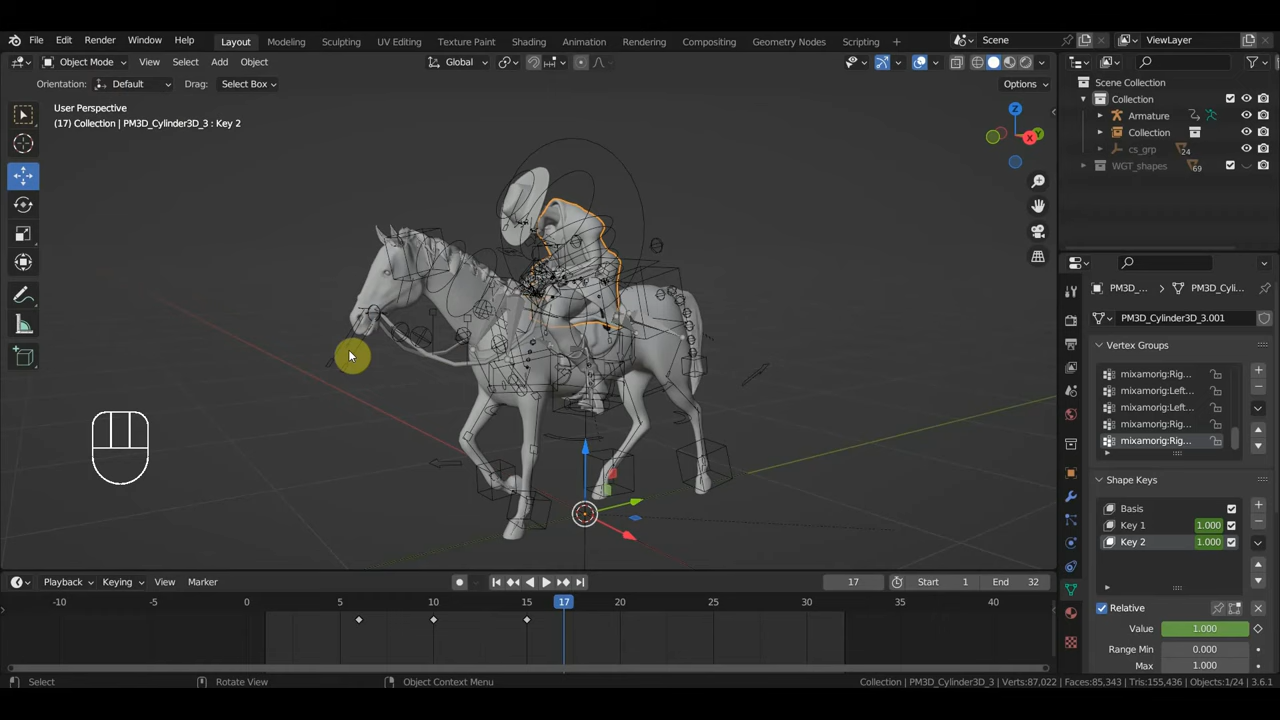 File Edit Render Window Help Layout Modeling Sculpting UV Editing Texture Paint Shading Animation Rendering Compositing Geometry Nodes Scripting + Scene ViewLayer
Object Mode View Select Add Object Global Options
Orientation: Default Drag: Select Box
User Perspective
(17) Collection | PM3D_Cylinder3D_3 : Key 2
Z
Y
X
Scene Collection
Collection
Armature
Collection
cs_grp 24
WGT_shapes 69
PM3D_... PM3D_Cyli...
PM3D_Cylinder3D_3.001
Vertex Groups
mixamorig:Rig...
mixamorig:Left...
mixamorig:Left...
mixamorig:Rig...
mixamorig:Rig...
Shape Keys
Basis
Key 1 1.000
Key 2 1.000
Relative
Value 1.000
Range Min 0.000
Max 1.000
Playback Keying View Marker 17 Start 1 End 32
-10 -5 0 5 10 15 17 20 25 30 35 40
Select Rotate View Object Context Menu Collection | PM3D_Cylinder3D_3 | Verts:87,022 | Faces:85,343 | Tris:155,436 | Objects:1/24 | 3.6.1